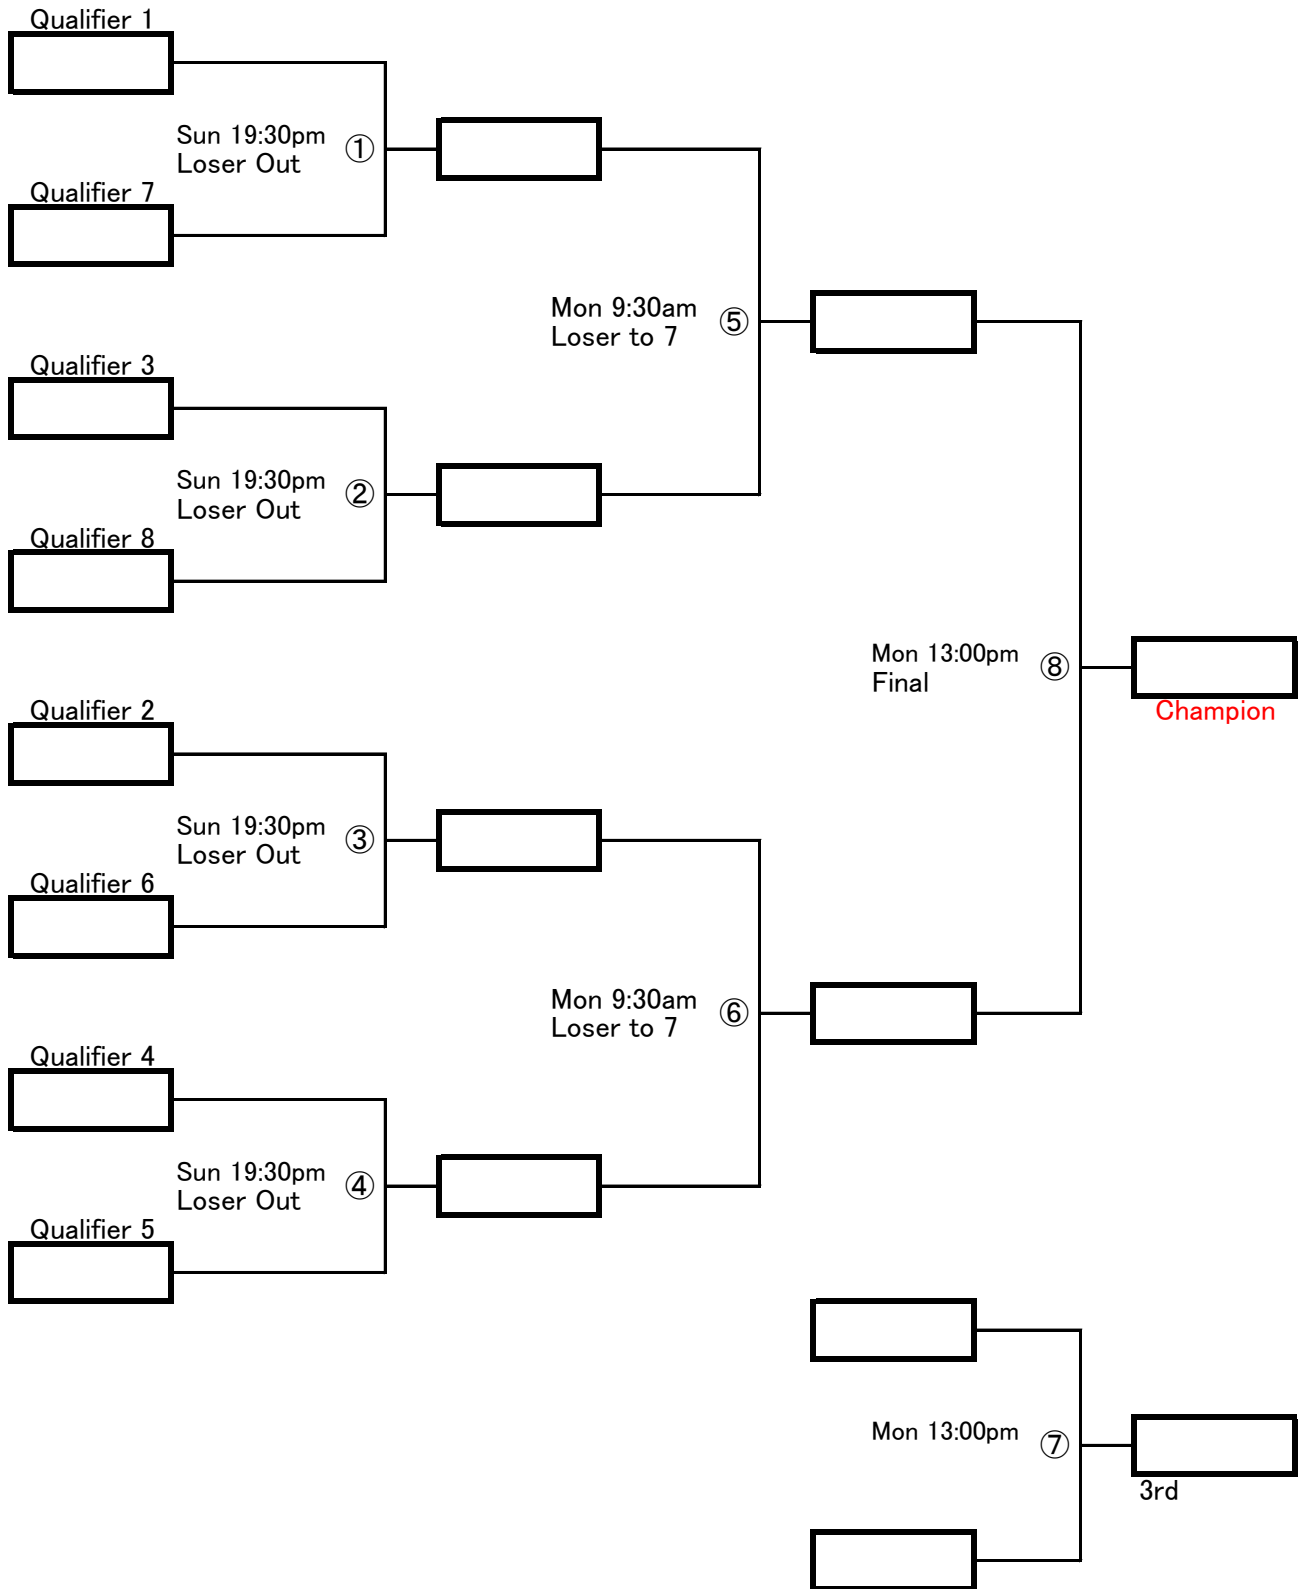 Qualifier 1
Sun 19:30pm
Loser Out
①
Qualifier 7
Mon 9:30am
Loser to 7
⑤
Qualifier 3
Sun 19:30pm
Loser Out
②
Qualifier 8
Mon 13:00pm
Final
⑧
Champion
Qualifier 2
Sun 19:30pm
Loser Out
③
Qualifier 6
Mon 9:30am
Loser to 7
⑥
Qualifier 4
Sun 19:30pm
Loser Out
④
Qualifier 5
Mon 13:00pm
⑦
3rd